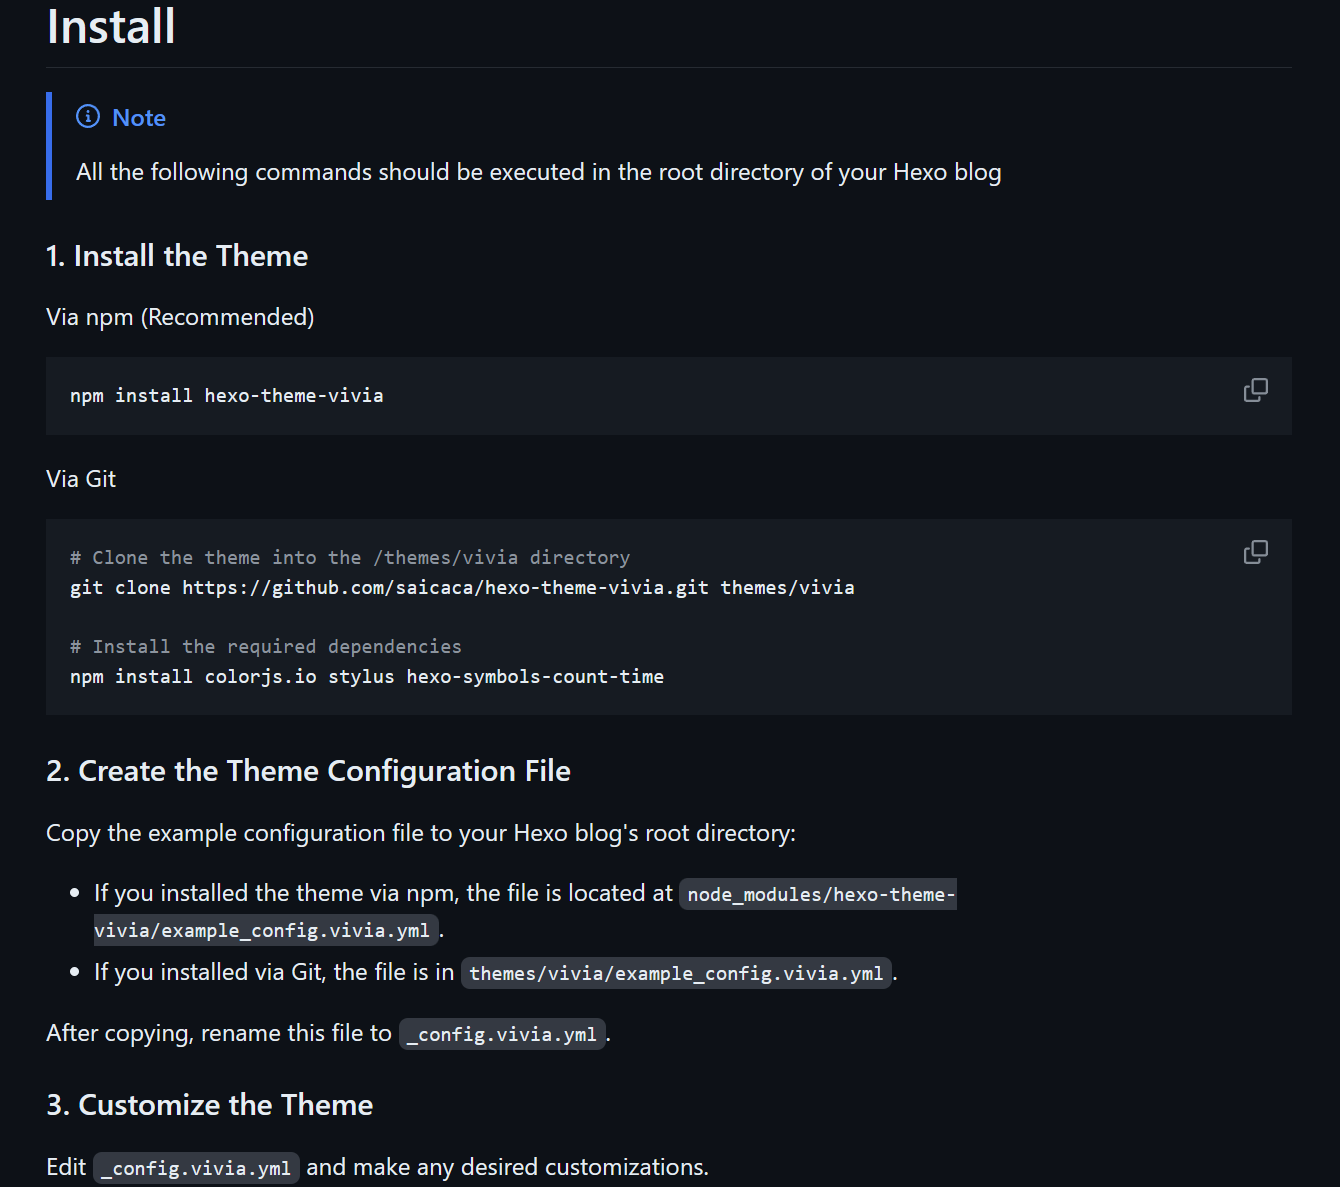 Install
Note
All the following commands should be executed in the root directory of your Hexo blog
1. Install the Theme
Via npm (Recommended)
npm install hexo-theme-vivia
Via Git
# Clone the theme into the /themes/vivia directory
git clone https://github.com/saicaca/hexo-theme-vivia.git themes/vivia
# Install the required dependencies
npm install colorjs.io stylus hexo-symbols-count-time
2. Create the Theme Configuration File
Copy the example configuration file to your Hexo blog's root directory:
• If you installed the theme via npm, the file is located at node_modules/hexo-theme-
vivia/example_config.vivia.yml.
• If you installed via Git, the file is in themes/vivia/example_config.vivia.yml.
After copying, rename this file to _config.vivia.yml.
3. Customize the Theme
Edit _config.vivia.yml and make any desired customizations.